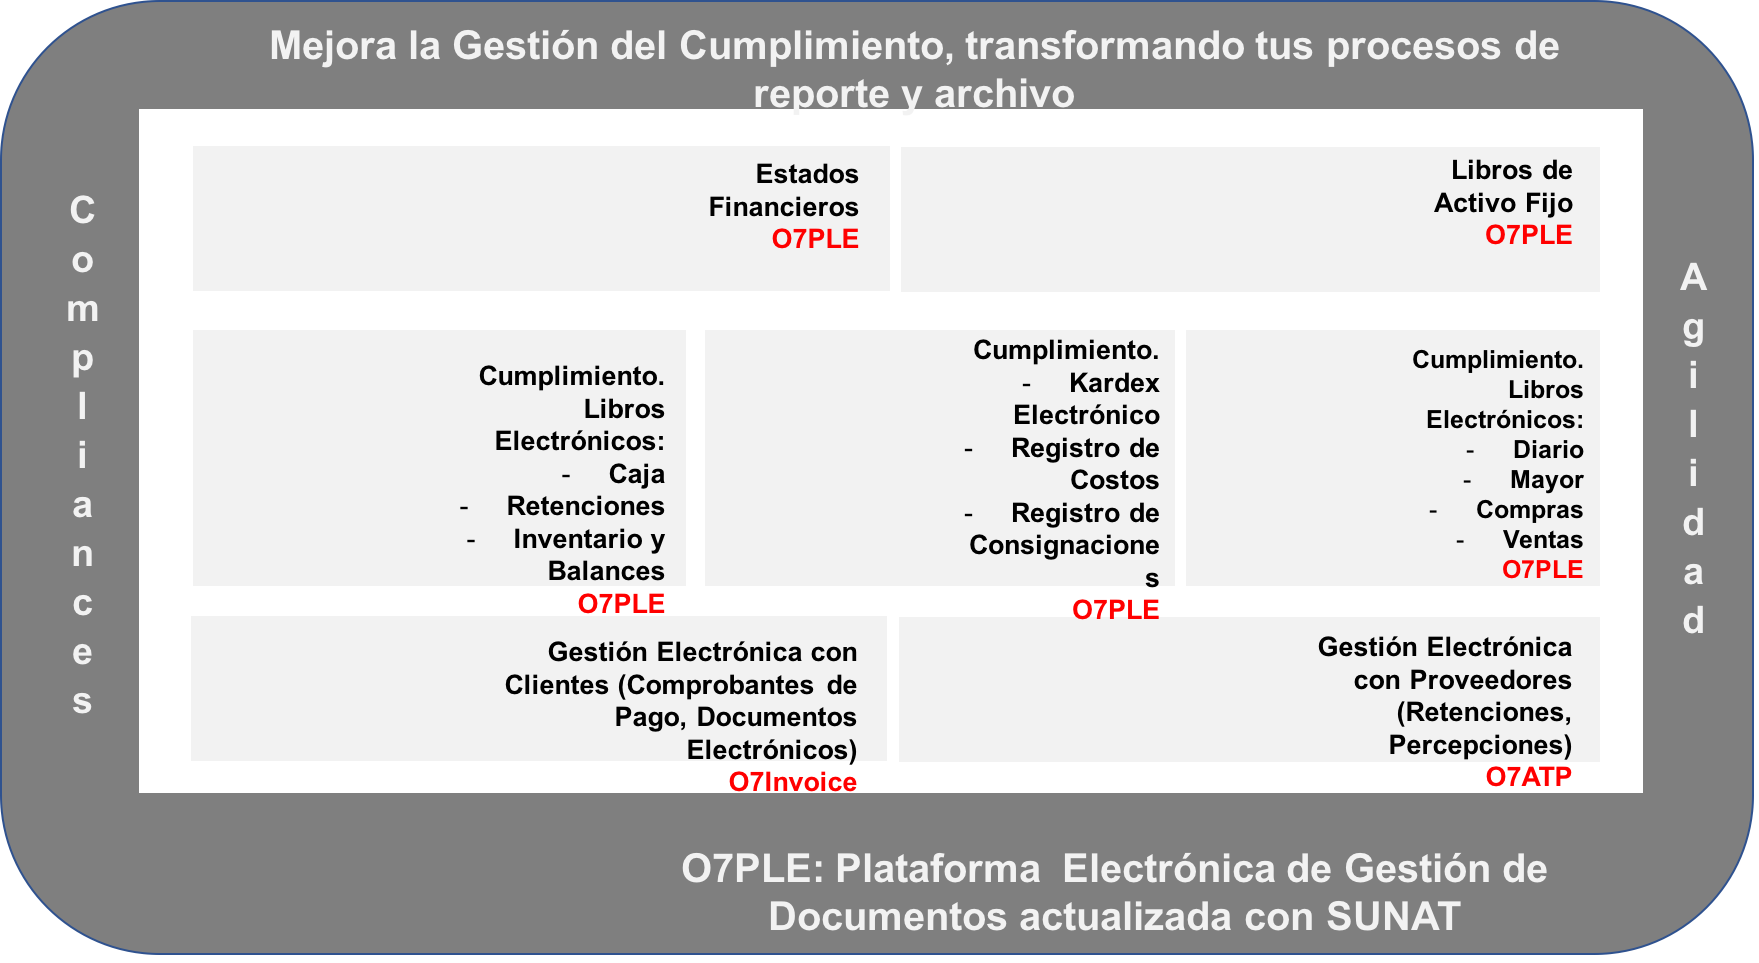 Mejora la Gestión del Cumplimiento, transformando tus procesos de
reporte y archivo
Compliances
Estados
Financieros
O7PLE
Libros de
Activo Fijo
O7PLE
Cumplimiento.
Libros
Electrónicos:
- Caja
- Retenciones
- Inventario y
Balances
O7PLE
Cumplimiento.
- Kardex
Electrónico
- Registro de
Costos
- Registro de
Consignacione
s
O7PLE
Cumplimiento.
Libros
Electrónicos:
- Diario
- Mayor
- Compras
- Ventas
O7PLE
Gestión Electrónica con
Clientes (Comprobantes de
Pago, Documentos
Electrónicos)
O7Invoice
Gestión Electrónica
con Proveedores
(Retenciones,
Percepciones)
O7ATP
Agilidad
O7PLE: Plataforma Electrónica de Gestión de
Documentos actualizada con SUNAT